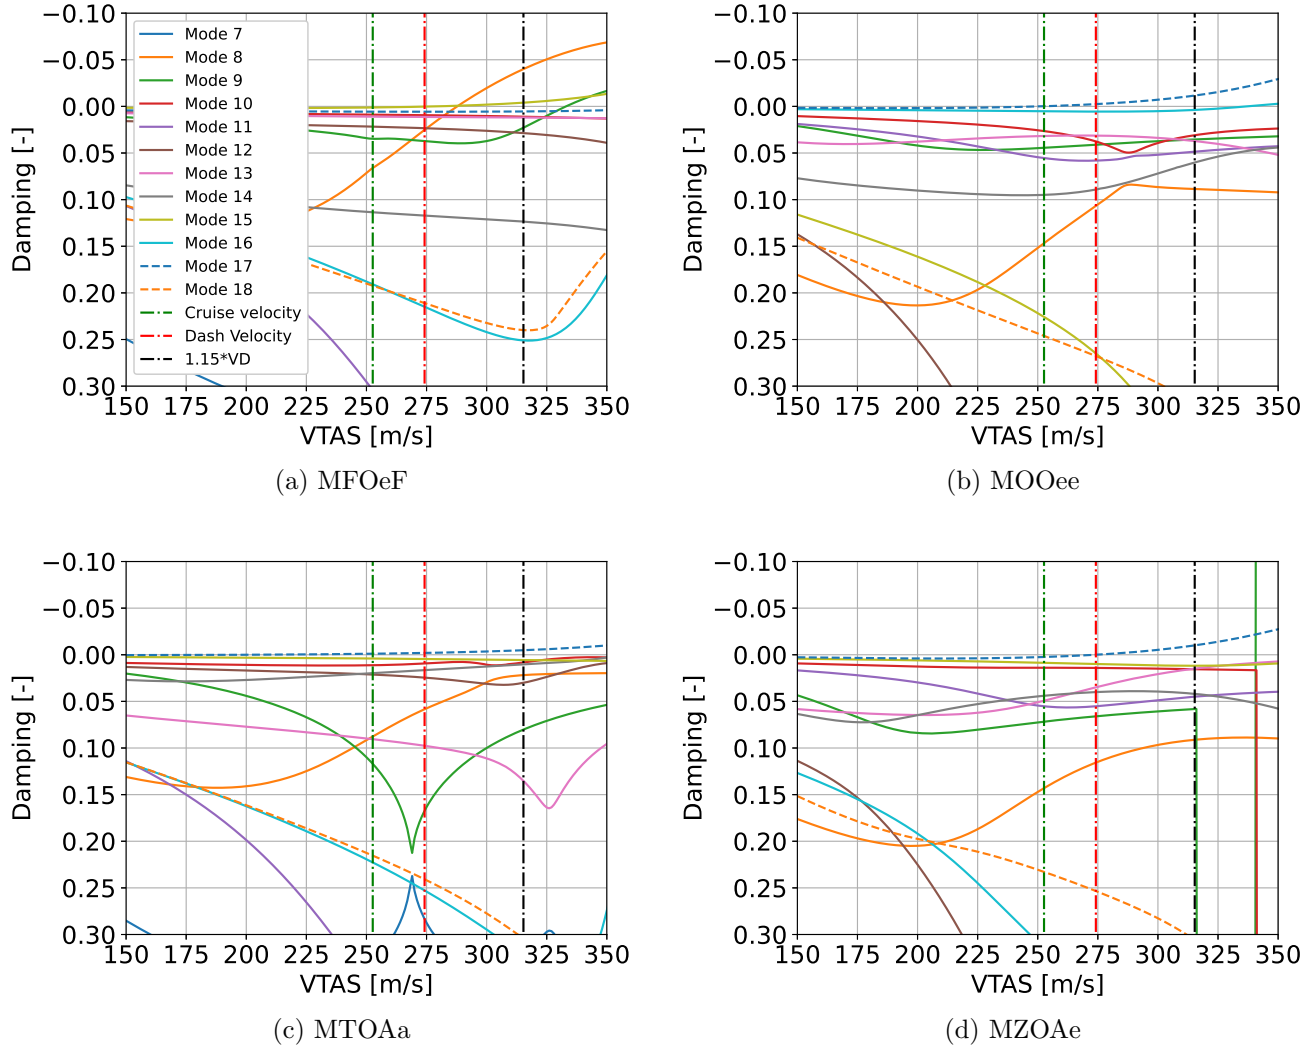 −0.10
−0.05
0.00
0.05
0.10
0.15
0.20
0.25
0.30
Damping [-]
150 175 200 225 250 275 300 325 350
VTAS [m/s]
Mode 7
Mode 8
Mode 9
Mode 10
Mode 11
Mode 12
Mode 13
Mode 14
Mode 15
Mode 16
Mode 17
Mode 18
Cruise velocity
Dash Velocity
1.15*VD
(a) MFOeF
−0.10
−0.05
0.00
0.05
0.10
0.15
0.20
0.25
0.30
Damping [-]
150 175 200 225 250 275 300 325 350
VTAS [m/s]
(b) MOOee
−0.10
−0.05
0.00
0.05
0.10
0.15
0.20
0.25
0.30
Damping [-]
150 175 200 225 250 275 300 325 350
VTAS [m/s]
(c) MTOAa
−0.10
−0.05
0.00
0.05
0.10
0.15
0.20
0.25
0.30
Damping [-]
150 175 200 225 250 275 300 325 350
VTAS [m/s]
(d) MZOAe